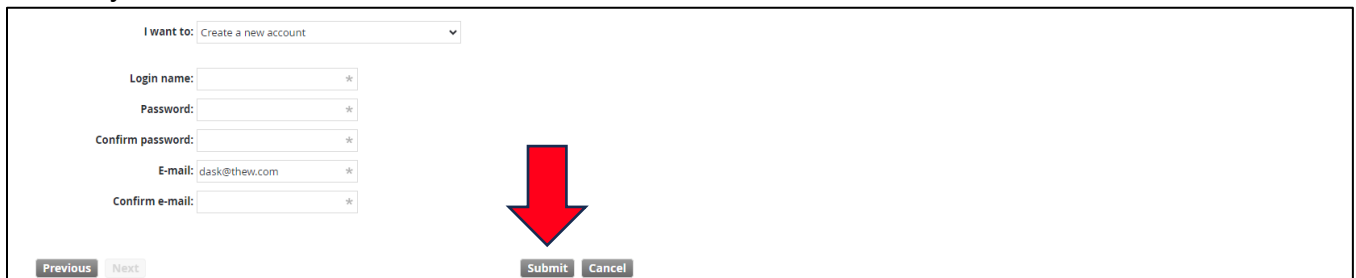 I want to: Create a new account
Login name: *
Password: *
Confirm password: *
E-mail: dask@thew.com *
Confirm e-mail: *
Previous Next Submit Cancel